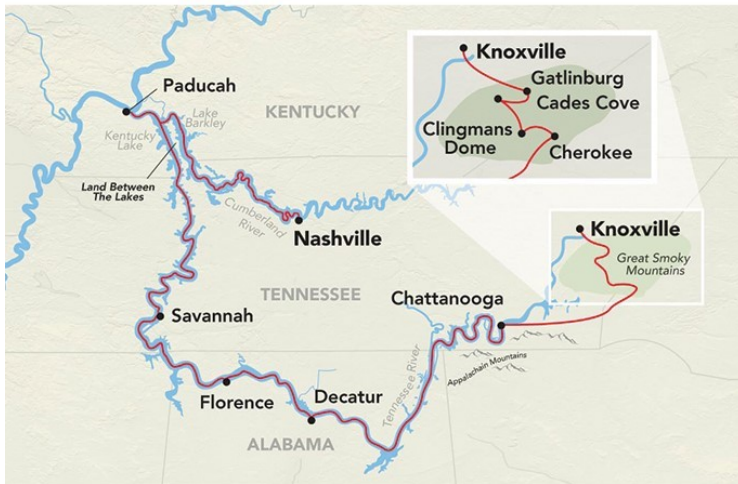 Knoxville
Gatlinburg
Cades Cove
Clingmans
Dome
Cherokee
Paducah
KENTUCKY
Lake
Barkley
Kentucky
Lake
Land Between
The Lakes
Cumberland
River
Nashville
Knoxville
Great Smoky
Mountains
TENNESSEE
Chattanooga
Savannah
Appalachain Mountains
Tennessee River
Florence
Decatur
ALABAMA